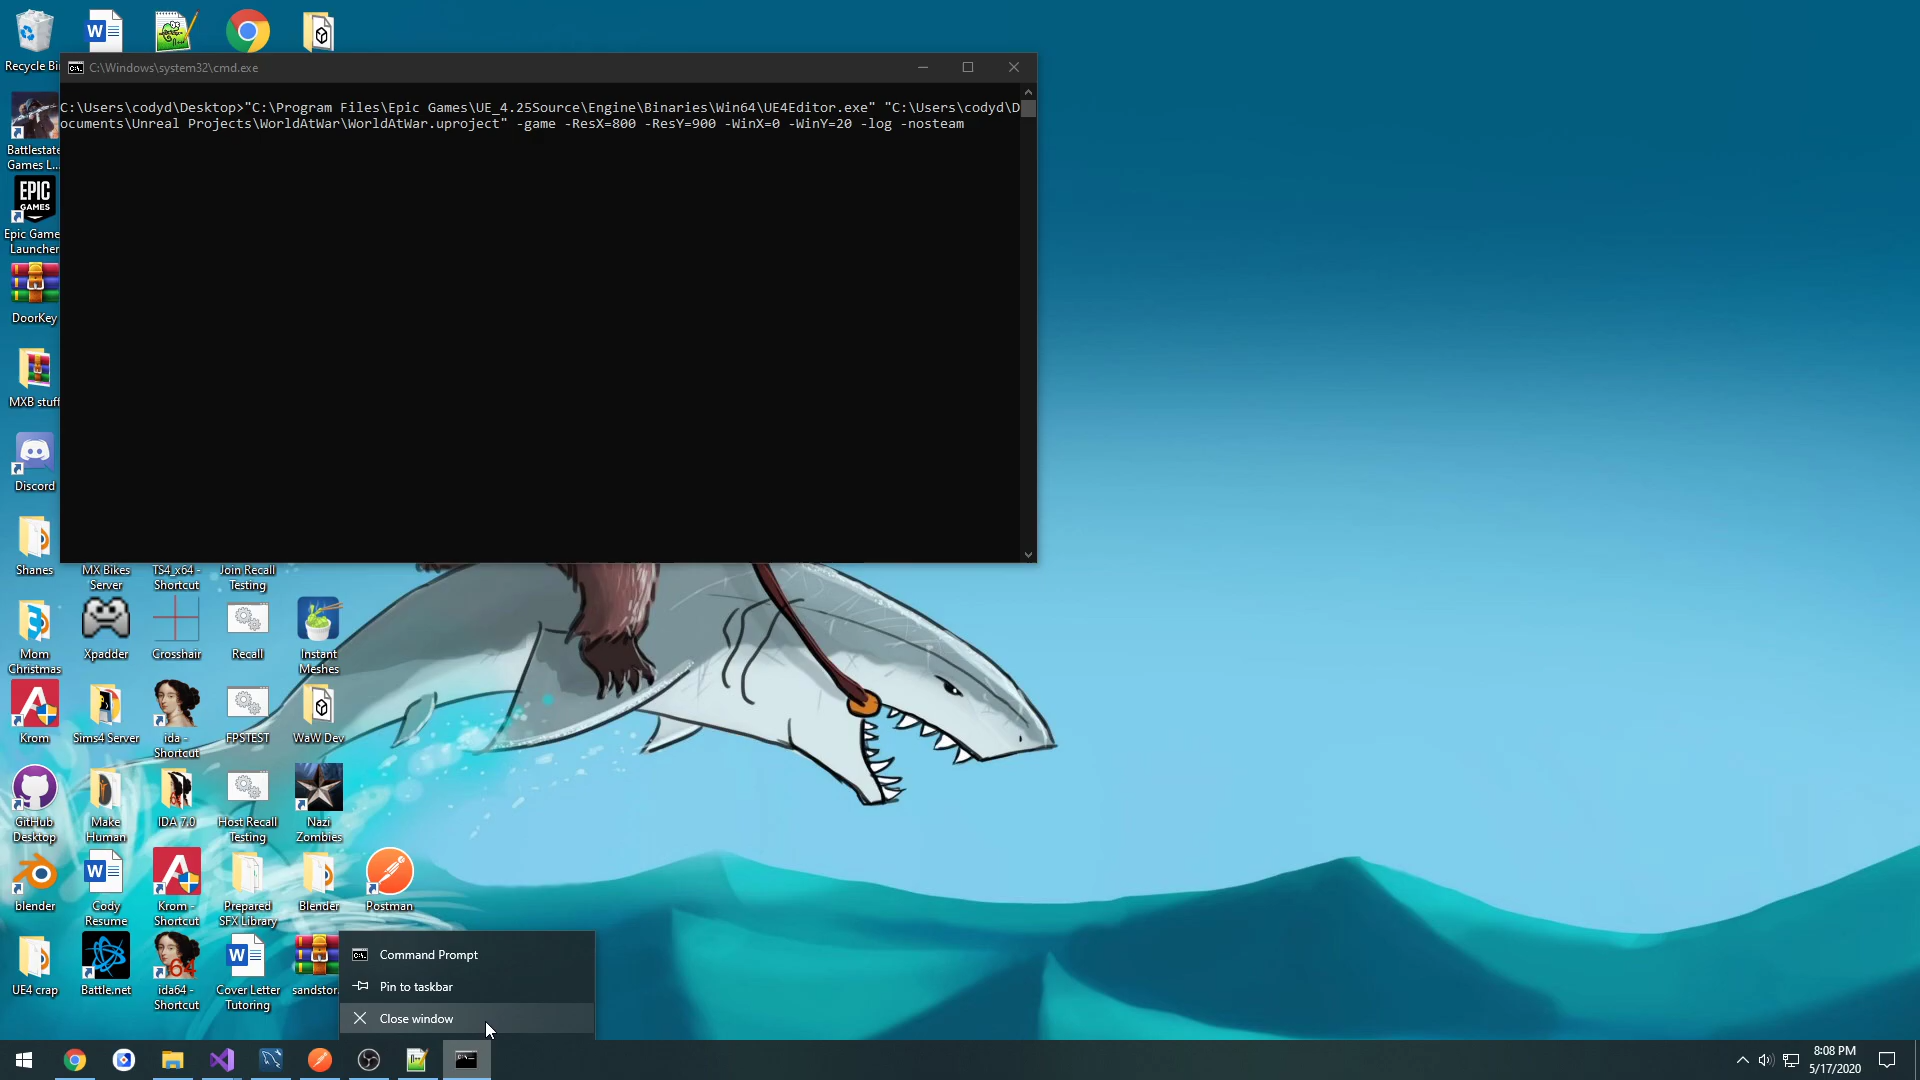 Recycle Bi
C:\Windows\system32\cmd.exe
C:\Users\codyd\Desktop>"C:\Program Files\Epic Games\UE_4.25Source\Engine\Binaries\Win64\UE4Editor.exe" "C:\Users\codyd\D
ocuments\Unreal Projects\WorldAtWar\WorldAtWar.uproject" -game -ResX=800 -ResY=900 -WinX=0 -WinY=20 -log -nosteam
Battlestate
Games L...
EPIC
GAMES
Epic Game
Launcher
DoorKey
MXB stuff
Discord
Shanes
MX Bikes
Server
TS4_x64 -
Shortcut
Join Recall
Testing
Mom
Christmas
Xpadder
Crosshair
Recall
Instant
Meshes
Krom
Sims4 Server
ida -
Shortcut
FPSTEST
WaW Dev
GitHub
Desktop
Make
Human
IDA 7.0
Host Recall
Testing
Nazi
Zombies
blender
Cody
Resume
Krom -
Shortcut
Prepared
SFX Library
Blender
Postman
UE4 crap
Battle.net
64
ida64 -
Shortcut
Cover Letter
Tutoring
sandstor
Command Prompt
Pin to taskbar
Close window
8:08 PM
5/17/2020